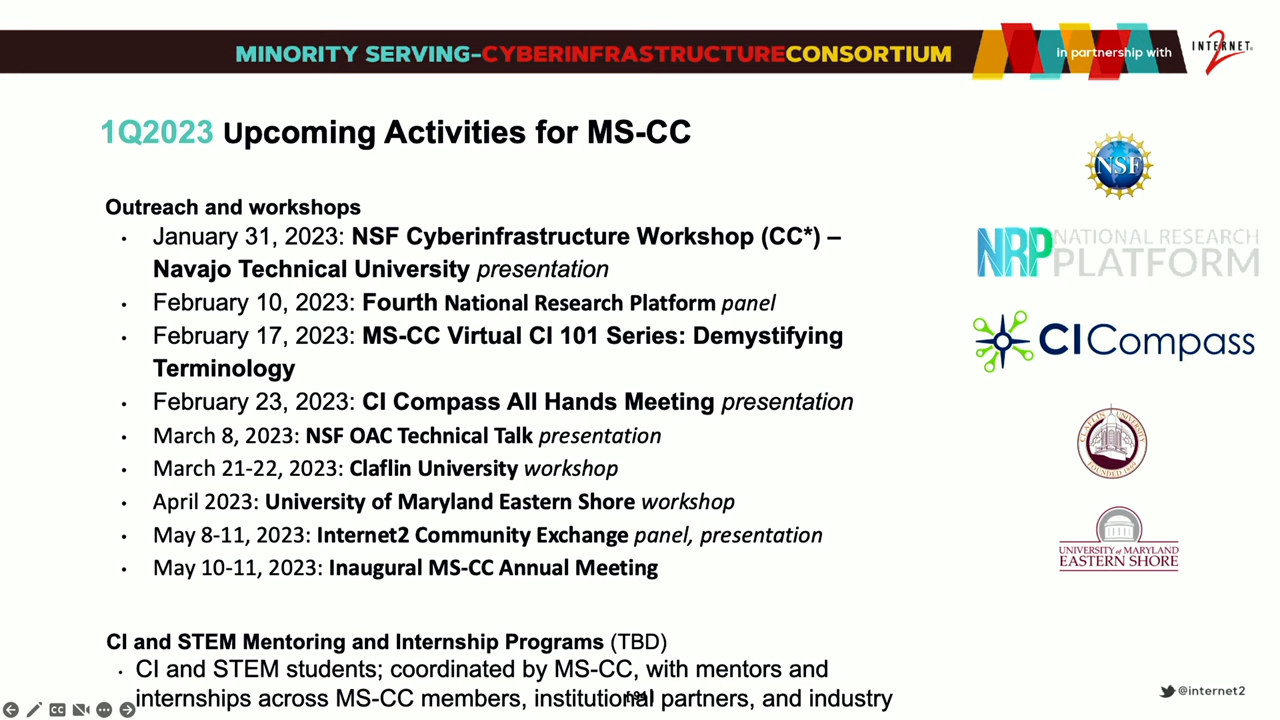 MINORITY SERVING-CYBERINFRASTRUCTURECONSORTIUM
in partnership with
INTERNET
2
1Q2023 Upcoming Activities for MS-CC
NSF
Outreach and workshops
• January 31, 2023: NSF Cyberinfrastructure Workshop (CC*) –
Navajo Technical University presentation
NRP NATIONAL RESEARCH
PLATFORM
• February 10, 2023: Fourth National Research Platform panel
• February 17, 2023: MS-CC Virtual CI 101 Series: Demystifying
Terminology
CI Compass
• February 23, 2023: CI Compass All Hands Meeting presentation
• March 8, 2023: NSF OAC Technical Talk presentation
CLAFLIN UNIVERSITY
FOUNDED 1869
• March 21-22, 2023: Claflin University workshop
• April 2023: University of Maryland Eastern Shore workshop
• May 8-11, 2023: Internet2 Community Exchange panel, presentation
UNIVERSITY of MARYLAND
EASTERN SHORE
• May 10-11, 2023: Inaugural MS-CC Annual Meeting
CI and STEM Mentoring and Internship Programs (TBD)
• CI and STEM students; coordinated by MS-CC, with mentors and
internships across MS-CC members, institutional partners, and industry
@internet2
CC